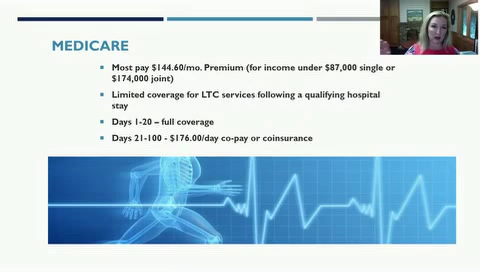 MEDICARE
Most pay $144.60/mo. Premium (for income under $87,000 single or
$174,000 joint)
Limited coverage for LTC services following a qualifying hospital
stay
Days 1-20 – full coverage
Days 21-100 - $176.00/day co-pay or coinsurance